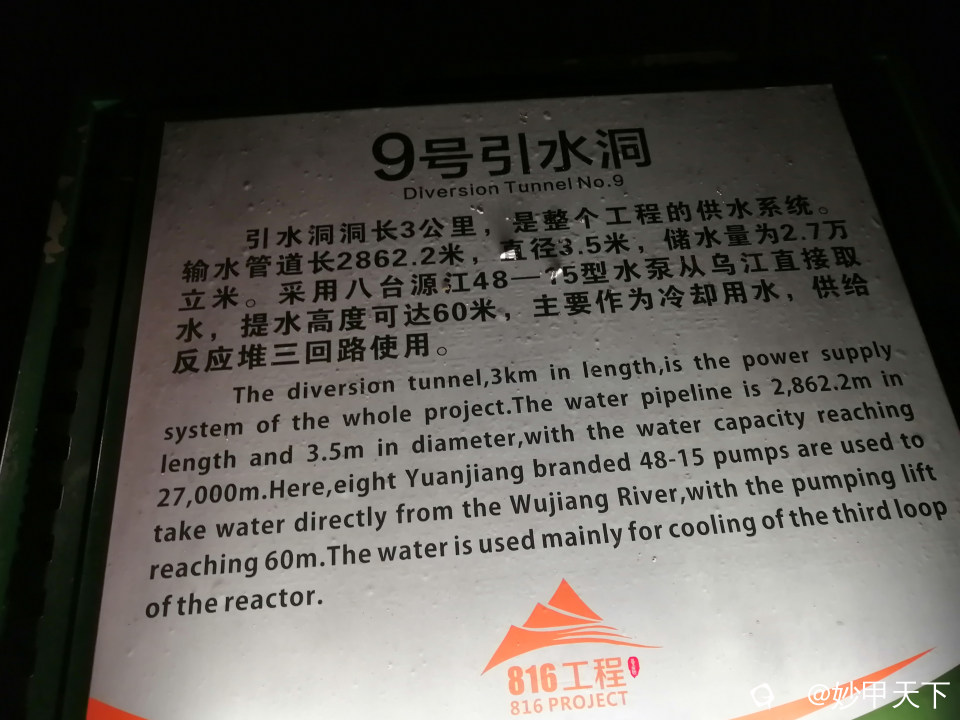 9号引水洞
Diversion Tunnel No.9
引水洞洞长3公里，是整个工程的供水系统。
输水管道长2862.2米，直径3.5米，储水量为2.7万
立米。采用八台源江48—15型水泵从乌江直接取
水，提水高度可达60米，主要作为冷却用水，供给
反应堆三回路使用。
The diversion tunnel,3km in length,is the power supply
system of the whole project.The water pipeline is 2,862.2m in
length and 3.5m in diameter,with the water capacity reaching
27,000m.Here,eight Yuanjiang branded 48-15 pumps are used to
take water directly from the Wujiang River,with the pumping lift
reaching 60m.The water is used mainly for cooling of the third loop
of the reactor.
816工程
816 PROJECT
@妙甲天下